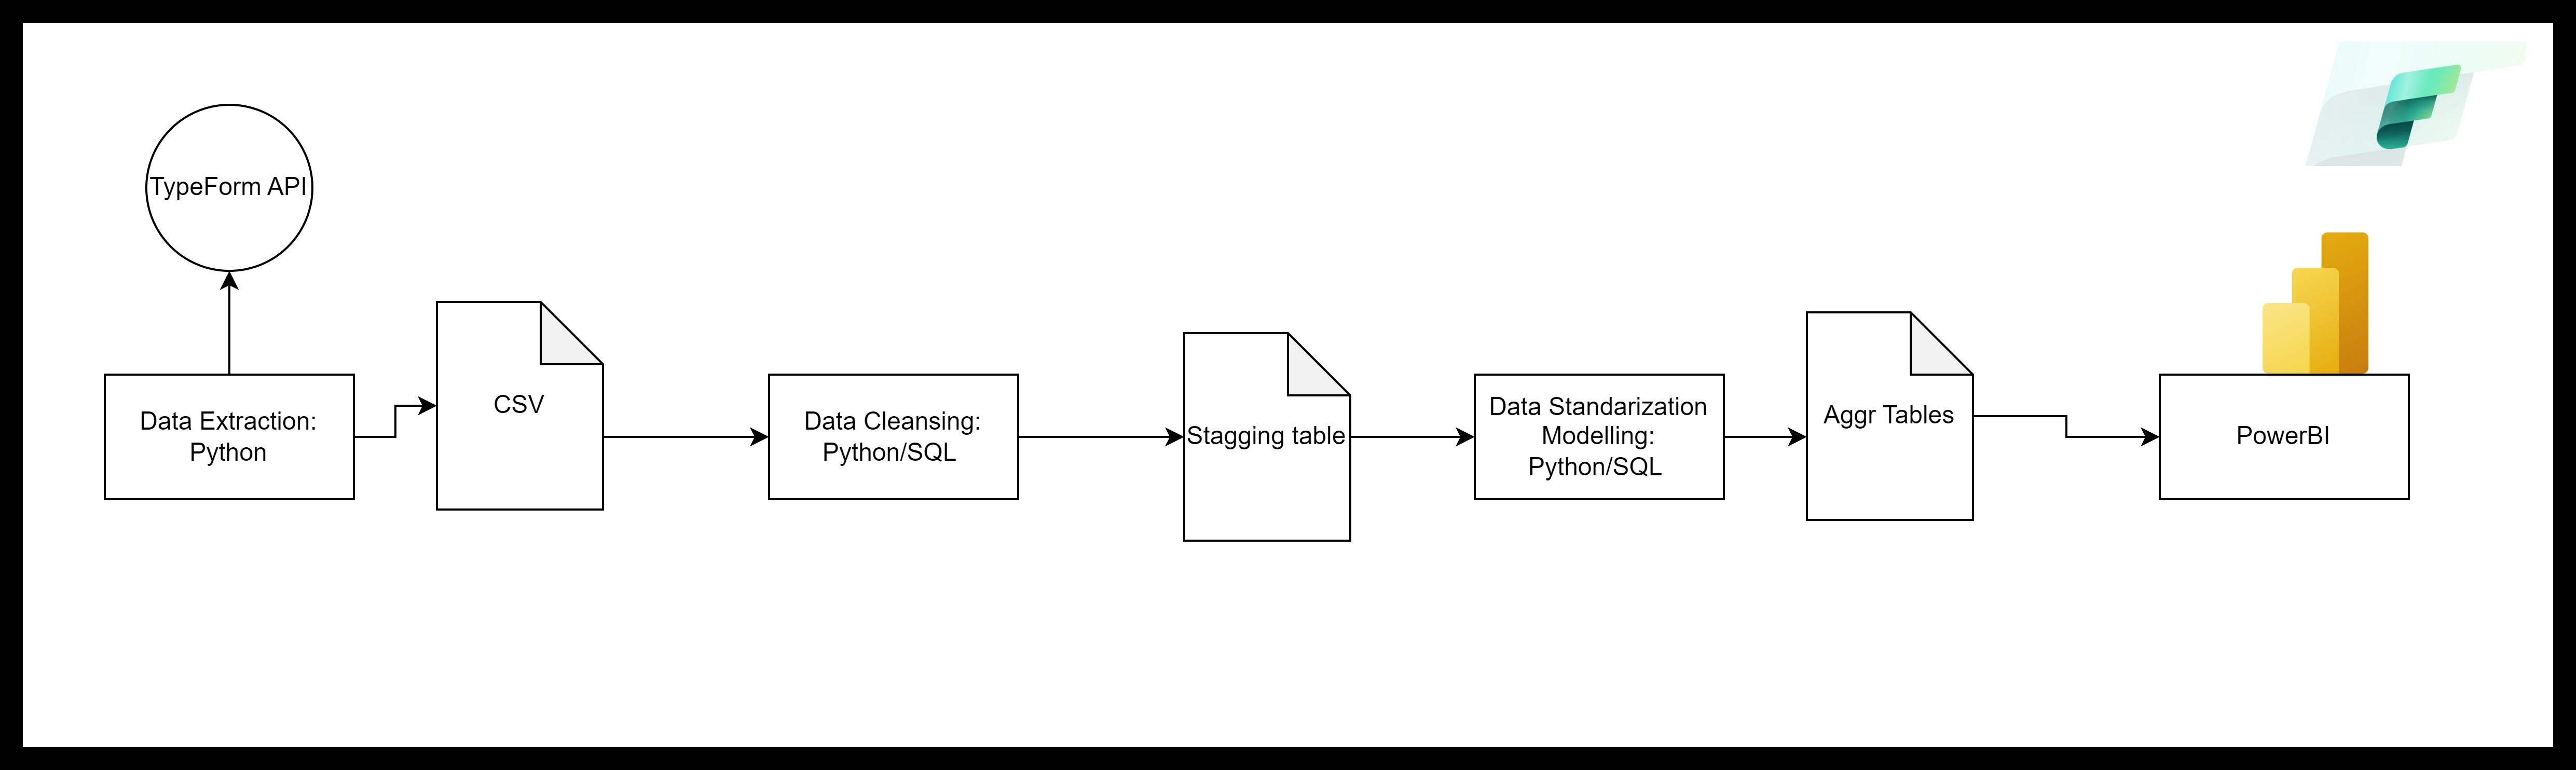 TypeForm API
Data Extraction:
Python
CSV
Data Cleansing:
Python/SQL
Stagging table
Data Standarization
Modelling:
Python/SQL
Aggr Tables
PowerBI